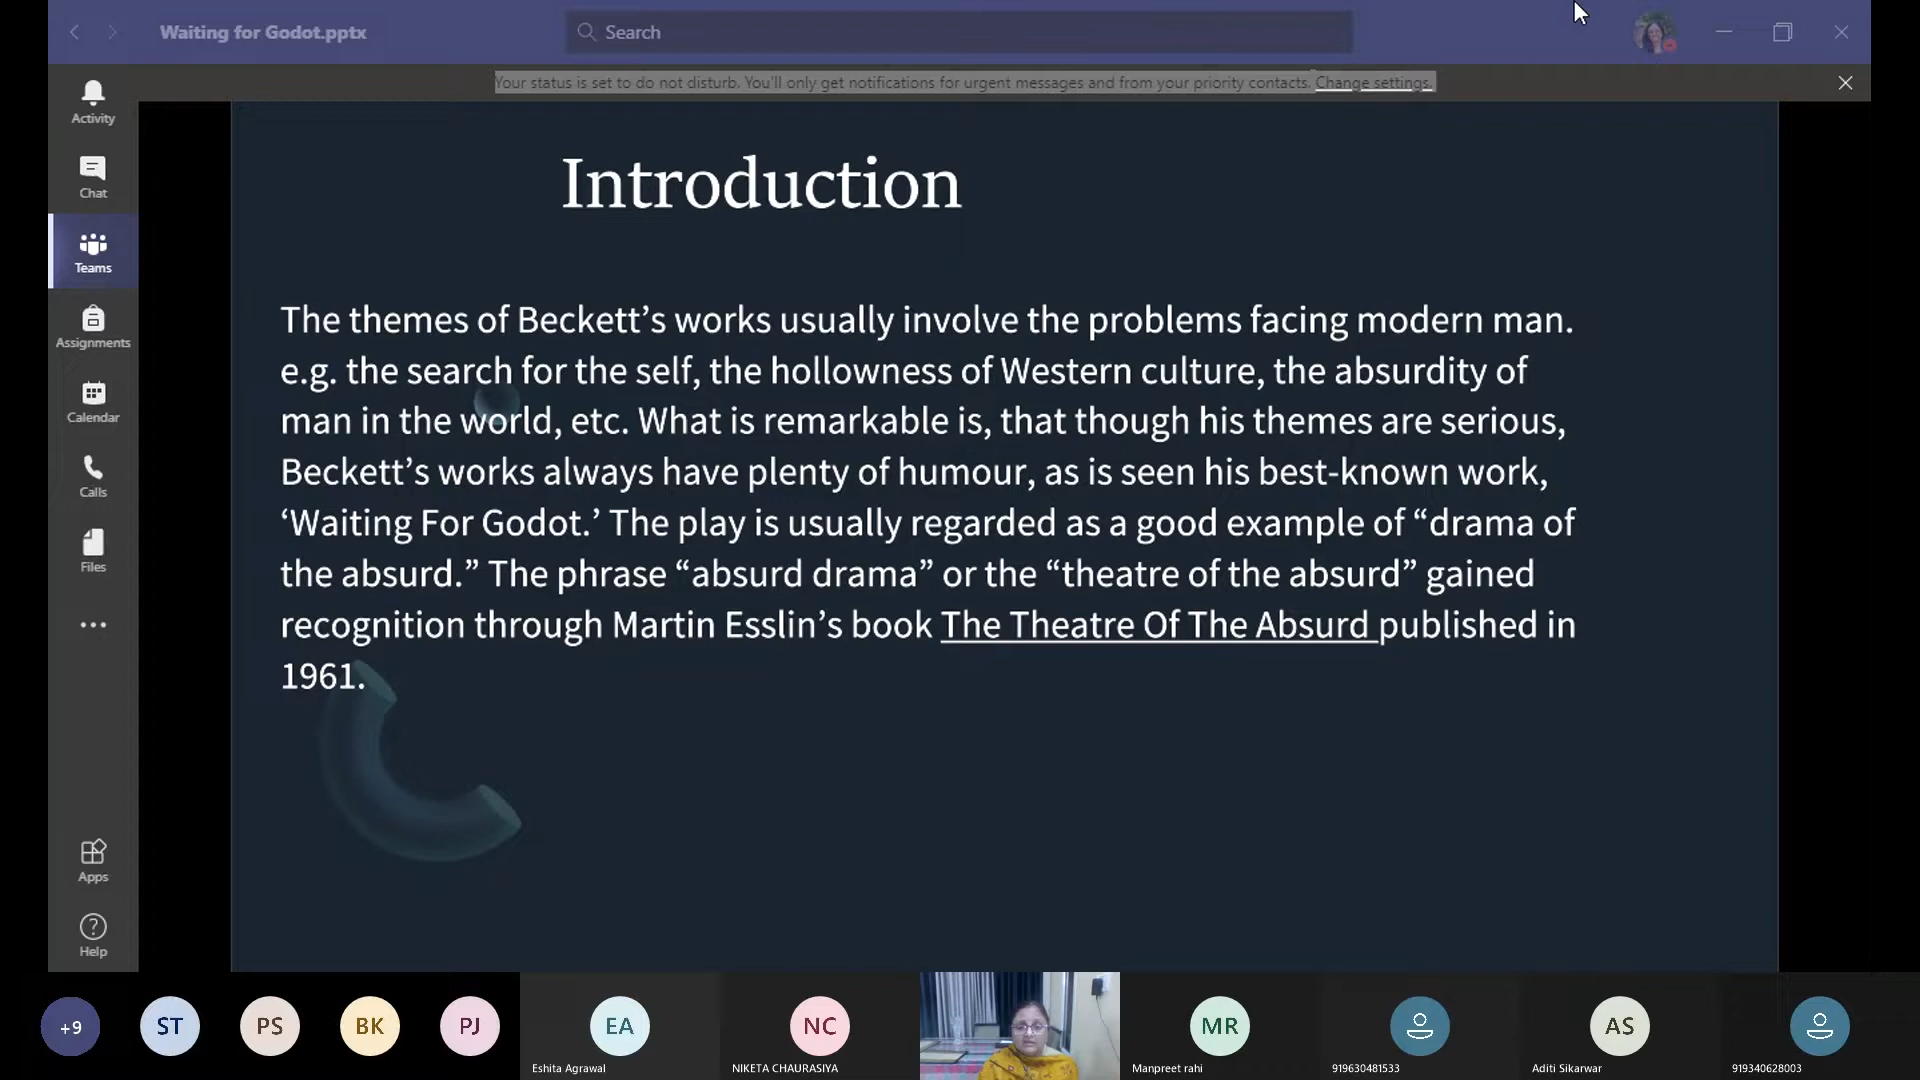 Waiting for Godot.pptx
Search
Your status is set to do not disturb. You'll only get notifications for urgent messages and from your priority contacts. Change settings.
Activity
Chat
Teams
Assignments
Calendar
Calls
Files
Apps
Help
Introduction
The themes of Beckett’s works usually involve the problems facing modern man.
e.g. the search for the self, the hollowness of Western culture, the absurdity of
man in the world, etc. What is remarkable is, that though his themes are serious,
Beckett’s works always have plenty of humour, as is seen his best-known work,
‘Waiting For Godot.’ The play is usually regarded as a good example of “drama of
the absurd.” The phrase “absurd drama” or the “theatre of the absurd” gained
recognition through Martin Esslin’s book The Theatre Of The Absurd published in
1961.
+9
ST
PS
BK
PJ
EA
Eshita Agrawal
NC
NIKETA CHAURASIYA
MR
Manpreet rahi
919630481533
AS
Aditi Sikarwar
919340628003